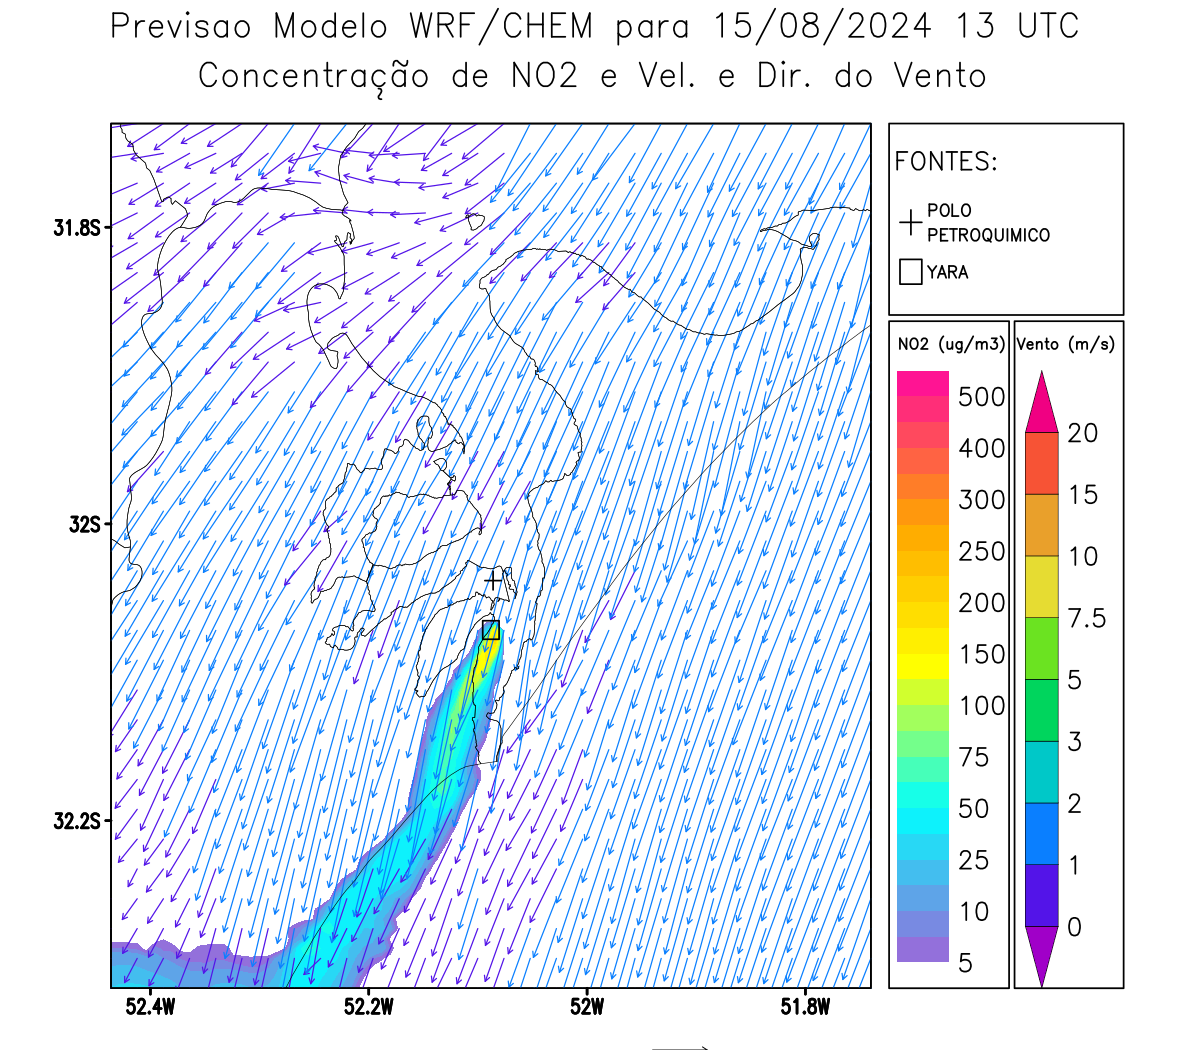 Previsao Modelo WRF/CHEM para 15/08/2024 13 UTC
Concentração de NO2 e Vel. e Dir. do Vento
FONTES:
POLO
PETROQUIMICO
YARA
NO2 (ug/m3)
500
400
300
250
200
150
100
75
50
25
10
5
Vento (m/s)
20
15
10
7.5
5
3
2
1
0
31.8S
32S
32.2S
52.4W
52.2W
52W
51.8W